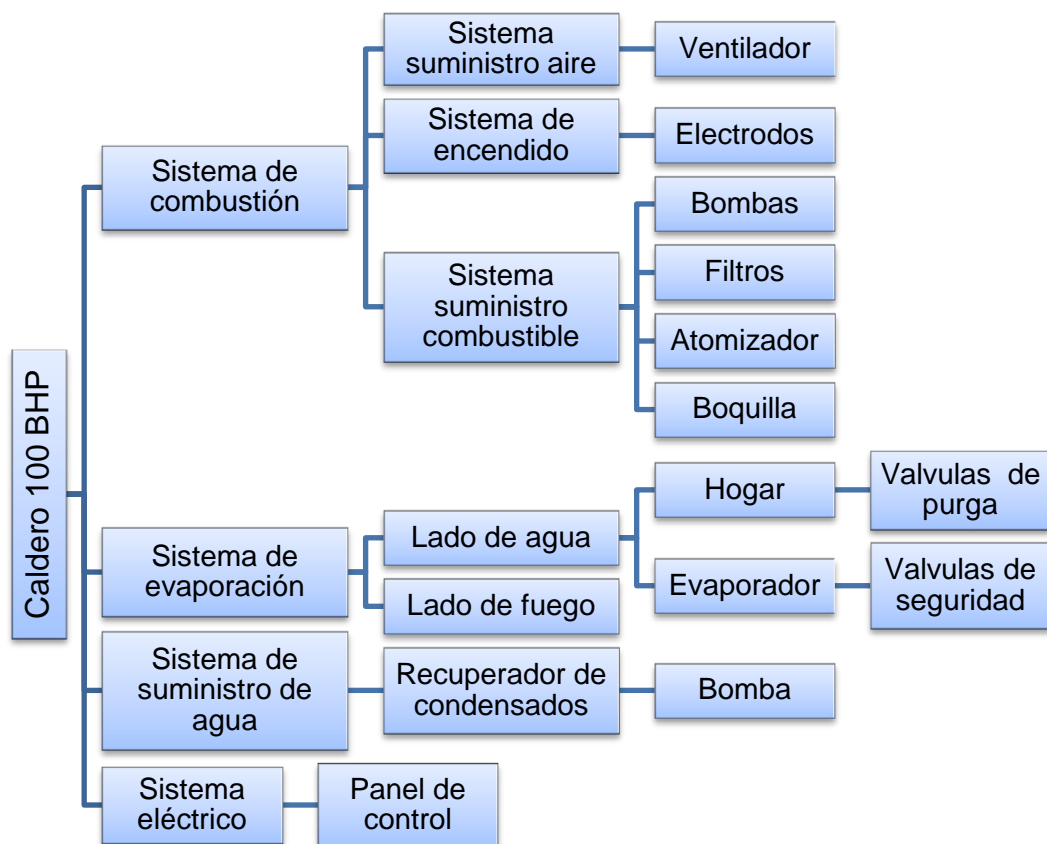 Caldero 100 BHP
Sistema de
combustión
Sistema
suministro aire
Ventilador
Sistema de
encendido
Electrodos
Sistema
suministro
combustible
Bombas
Filtros
Atomizador
Boquilla
Sistema de
evaporación
Lado de agua
Hogar
Valvulas de
purga
Evaporador
Valvulas de
seguridad
Lado de fuego
Sistema de
suministro de
agua
Recuperador de
condensados
Bomba
Sistema
eléctrico
Panel de
control